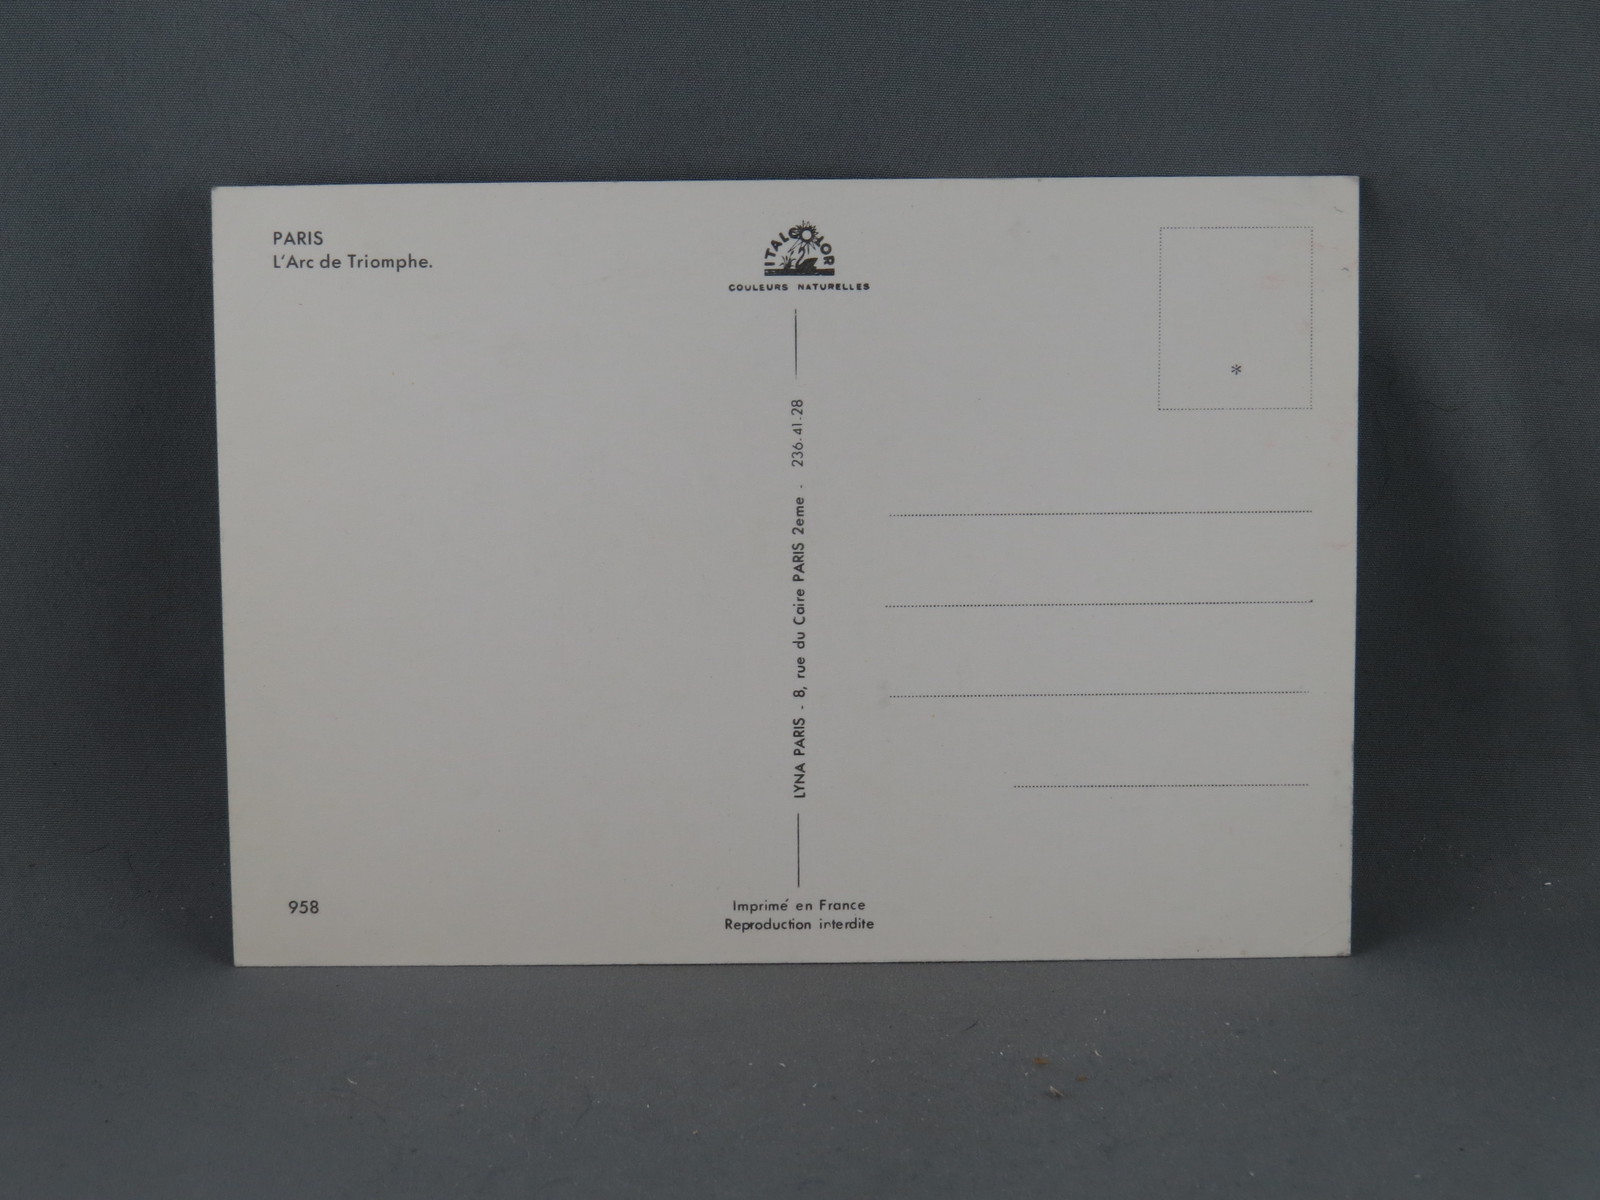 PARIS
L'Arc de Triomphe.
ITALCOLOR
COULEURS NATURELLES
*
LYNA PARIS - 8, rue du Caire PARIS 2eme - 236.41.28
958
Imprimé en France
Reproduction interdite